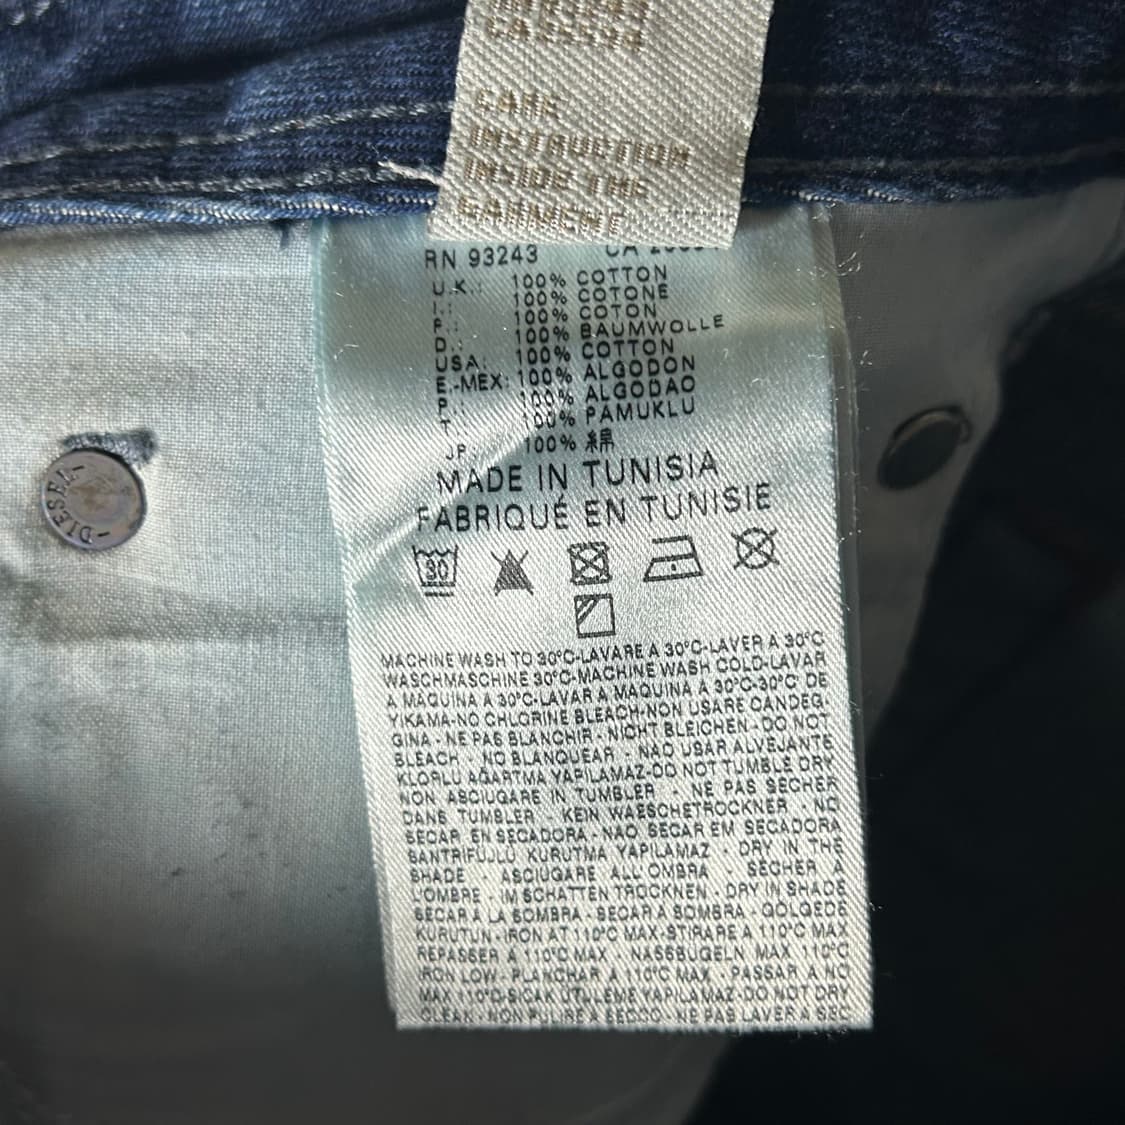 CARE
INSTRUCTION
INSIDE THE
GARMENT
RN 93243 CA
U.K.: 100% COTTON
I.: 100% COTONE
F.: 100% COTON
D.: 100% BAUMWOLLE
USA: 100% COTTON
E.-MEX: 100% ALGODÓN
P.: 100% ALGODAO
T.: 100% PAMUKLU
JP 100% 綿
MADE IN TUNISIA
FABRIQUÉ EN TUNISIE
30
MACHINE WASH TO 30°C-LAVARE A 30°C-LAVER A 30°C
WASCHMASCHINE 30°C-MACHINE WASH COLD-LAVAR
A MAQUINA A 30°C-LAVAR A MAQUINA A 30°C-30°C DE
YIKAMA-NO CHLORINE BLEACH-NON USARE CANDEG-
GINA - NE PAS BLANCHIR - NICHT BLEICHEN - DO NOT
BLEACH - NO BLANQUEAR - NAO USAR ALVEJANTE
KLORLU AĞARTMA YAPILAMAZ-DO NOT TUMBLE DRY
NON ASCIUGARE IN TUMBLER - NE PAS SECHER
DANS TUMBLER - KEIN WAESCHETROCKNER - NO
SECAR EN SECADORA - NAO SECAR EM SECADORA
SANTRIFÜJLÜ KURUTMA YAPILAMAZ - DRY IN THE
SHADE - ASCIUGARE ALL'OMBRA - SECHER A
L'OMBRE - IM SCHATTEN TROCKNEN - DRY IN SHADE
SECAR A LA SOMBRA - SECAR A SOMBRA - GÖLGEDE
KURUTUN - IRON AT 110°C MAX-STIRARE A 110°C MAX
REPASSER A 110°C MAX - NASSBÜGELN MAX 110°C
IRON LOW - PLANCHAR A 110°C MAX - PASSAR A NO
MAX 110°C-SICAK ÜTÜLEME YAPILAMAZ-DO NOT DRY
CLEAN - NON PULIRE A SECCO - NE PAS LAVER A SEC
-DIESEL-